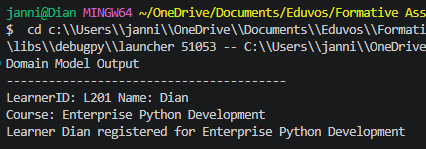 janni@Dian MINGW64 ~/OneDrive/Documents/Eduvos/Formative Ass
$ cd c:\\Users\\janni\\OneDrive\\Documents\\Eduvos\\Formati
\libs\\debugpy\\launcher 51053 -- C:\\Users\\janni\\OneDrive
Domain Model Output
------------------------------------
LearnerID: L201 Name: Dian
Course: Enterprise Python Development
Learner Dian registered for Enterprise Python Development